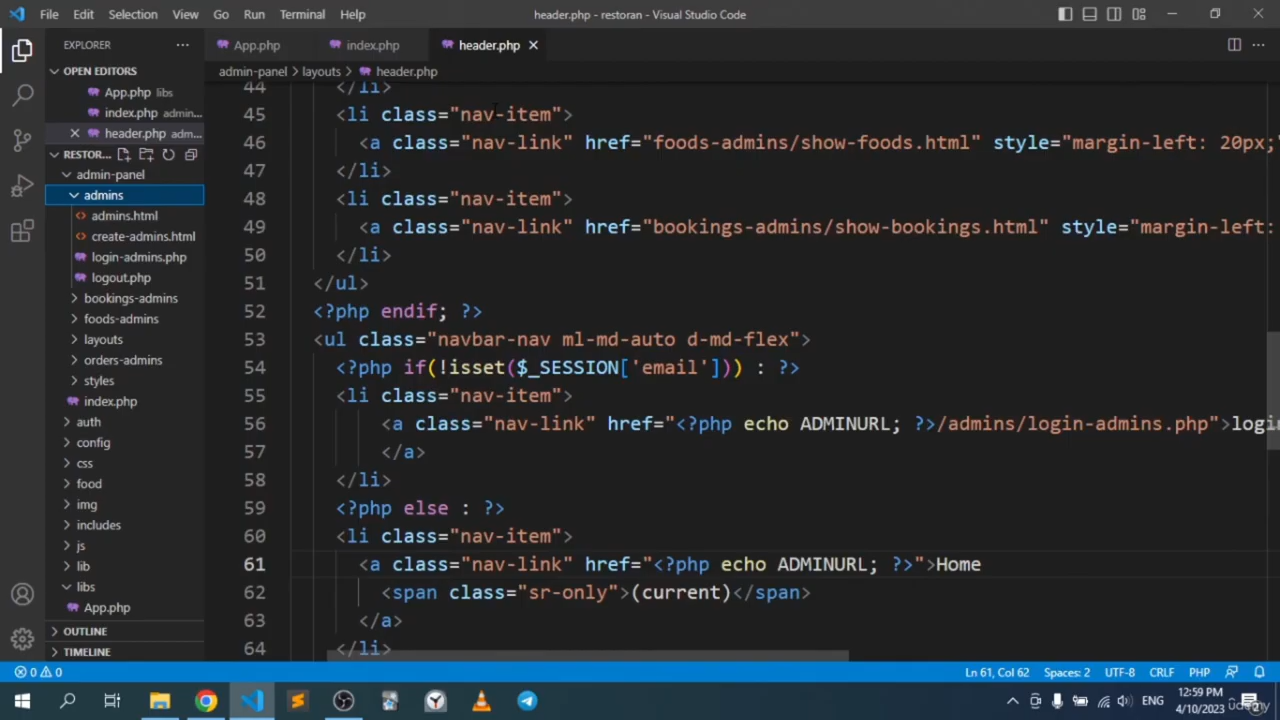 File Edit Selection View Go Run Terminal Help header.php - restoran - Visual Studio Code
EXPLORER
App.php index.php header.php
OPEN EDITORS
App.php libs
index.php admin...
header.php adm...
RESTOR...
admin-panel
admins
admins.html
create-admins.html
login-admins.php
logout.php
bookings-admins
foods-admins
layouts
orders-admins
styles
index.php
auth
config
css
food
img
includes
js
lib
libs
App.php
OUTLINE
TIMELINE
admin-panel > layouts > header.php
44 </li>
45 <li class="nav-item">
46 <a class="nav-link" href="foods-admins/show-foods.html" style="margin-left: 20px;"
47 </li>
48 <li class="nav-item">
49 <a class="nav-link" href="bookings-admins/show-bookings.html" style="margin-left:
50 </li>
51 </ul>
52 <?php endif; ?>
53 <ul class="navbar-nav ml-md-auto d-md-flex">
54 <?php if(!isset($_SESSION['email'])) : ?>
55 <li class="nav-item">
56 <a class="nav-link" href="<?php echo ADMINURL; ?>/admins/login-admins.php">login
57 </a>
58 </li>
59 <?php else : ?>
60 <li class="nav-item">
61 <a class="nav-link" href="<?php echo ADMINURL; ?>">Home
62 <span class="sr-only">(current)</span>
63 </a>
64 </li>
0 0 Ln 61, Col 62 Spaces: 2 UTF-8 CRLF PHP
ENG 12:59 PM
4/10/2023
udemy